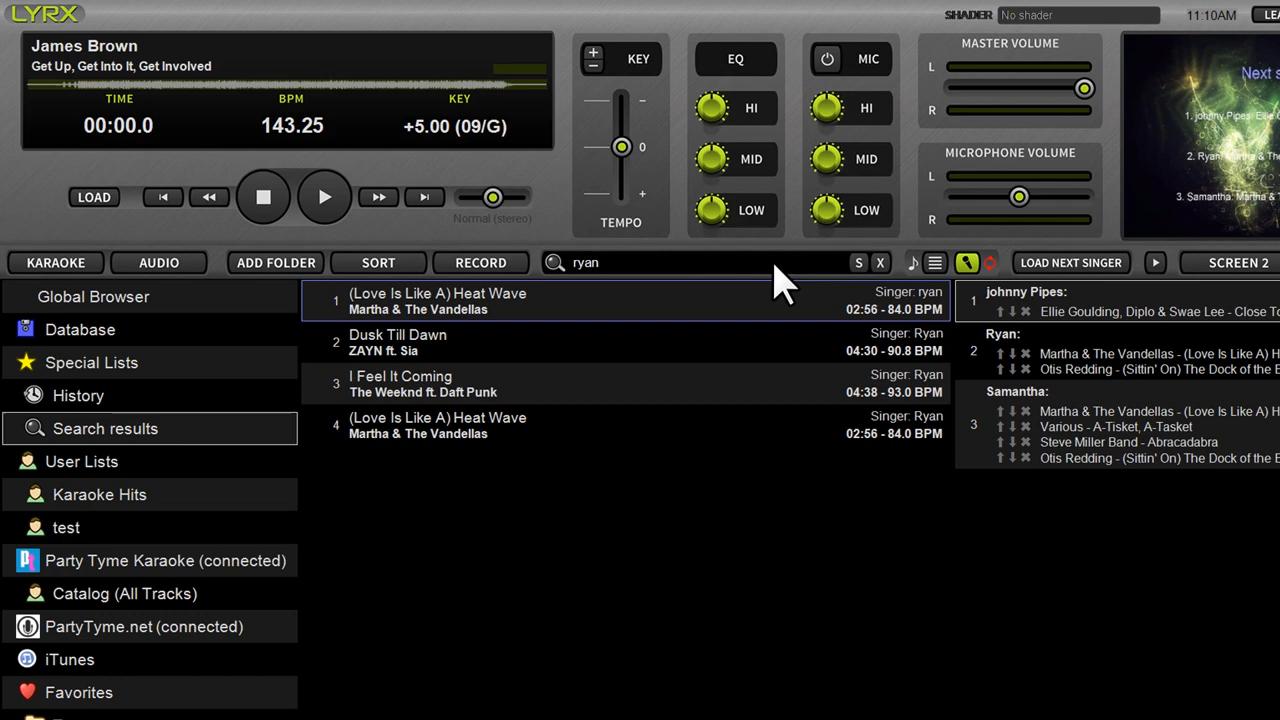 LYRX
SHADER No shader 11:10AM
James Brown
Get Up, Get Into It, Get Involved
TIME BPM KEY
00:00.0 143.25 +5.00 (09/G)
LOAD
Normal (stereo)
+ − KEY
−
0
+
TEMPO
EQ
HI
MID
LOW
MIC
HI
MID
LOW
MASTER VOLUME
L
R
MICROPHONE VOLUME
L
R
Next s
1. johnny Pipes: Ellie G
2. Ryan: Martha & The
3. Samantha: Martha &
KARAOKE AUDIO ADD FOLDER SORT RECORD ryan S X LOAD NEXT SINGER SCREEN 2
Global Browser
Database
Special Lists
History
Search results
User Lists
Karaoke Hits
test
Party Tyme Karaoke (connected)
Catalog (All Tracks)
PartyTyme.net (connected)
iTunes
Favorites
1 (Love Is Like A) Heat Wave Singer: ryan
Martha & The Vandellas 02:56 - 84.0 BPM
2 Dusk Till Dawn Singer: Ryan
ZAYN ft. Sia 04:30 - 90.8 BPM
3 I Feel It Coming Singer: Ryan
The Weeknd ft. Daft Punk 04:38 - 93.0 BPM
4 (Love Is Like A) Heat Wave Singer: Ryan
Martha & The Vandellas 02:56 - 84.0 BPM
1 johnny Pipes:
Ellie Goulding, Diplo & Swae Lee - Close To
2 Ryan:
Martha & The Vandellas - (Love Is Like A) H
Otis Redding - (Sittin' On) The Dock of the B
3 Samantha:
Martha & The Vandellas - (Love Is Like A) H
Various - A-Tisket, A-Tasket
Steve Miller Band - Abracadabra
Otis Redding - (Sittin' On) The Dock of the B